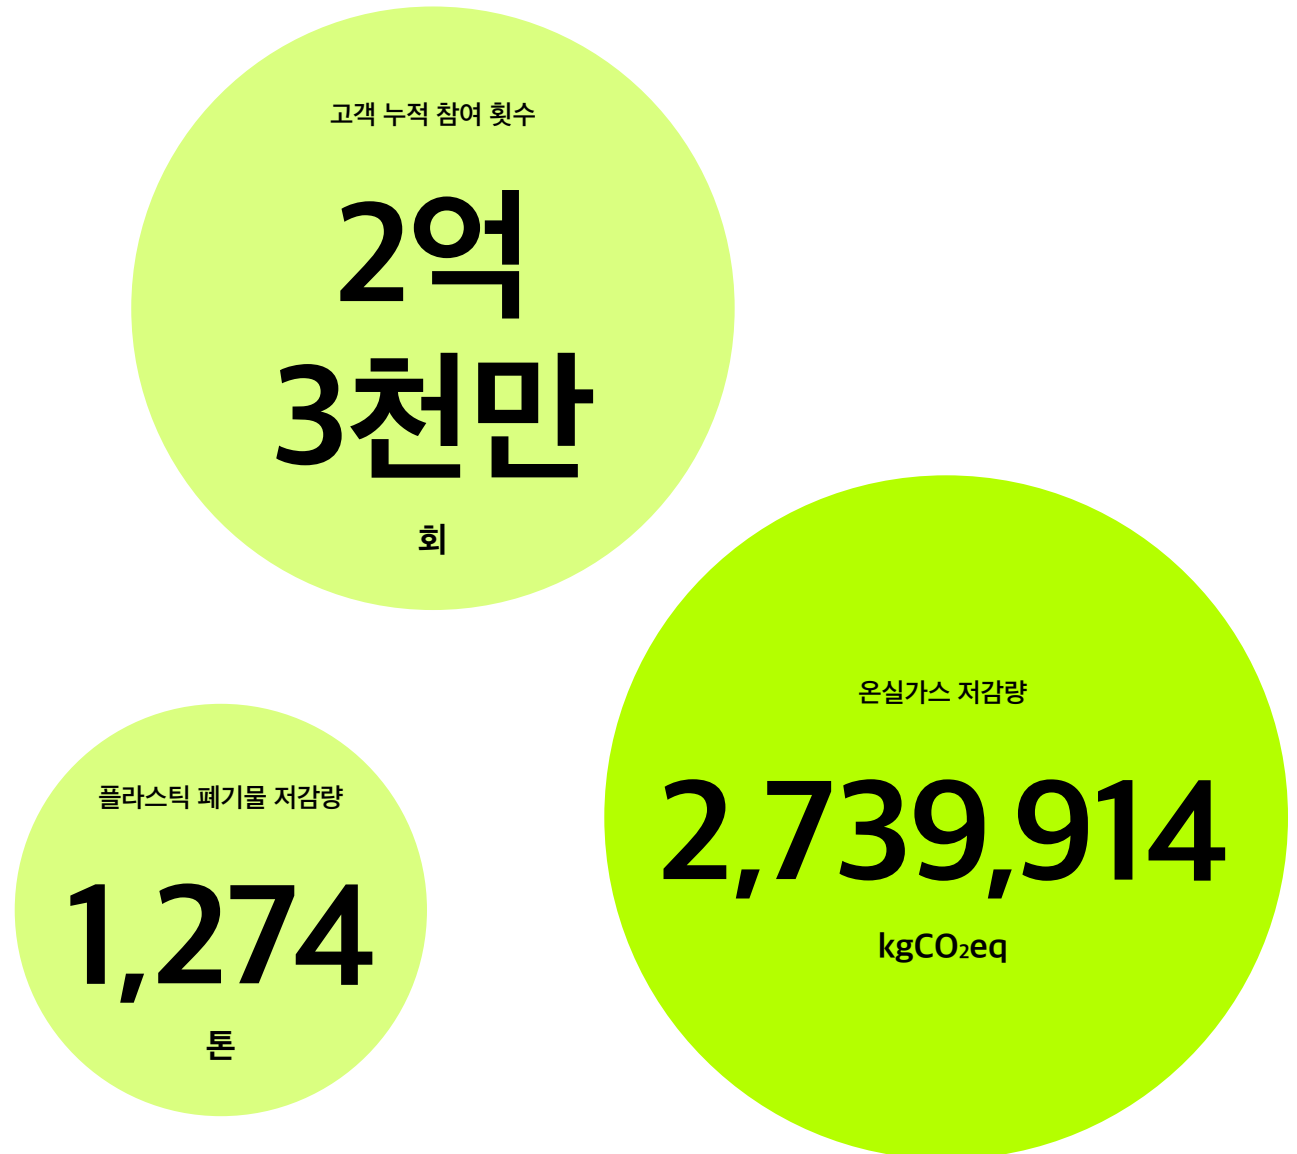 고객 누적 참여 횟수
2억
3천만
회
온실가스 저감량
2,739,914
kgCO₂eq
플라스틱 폐기물 저감량
1,274
톤